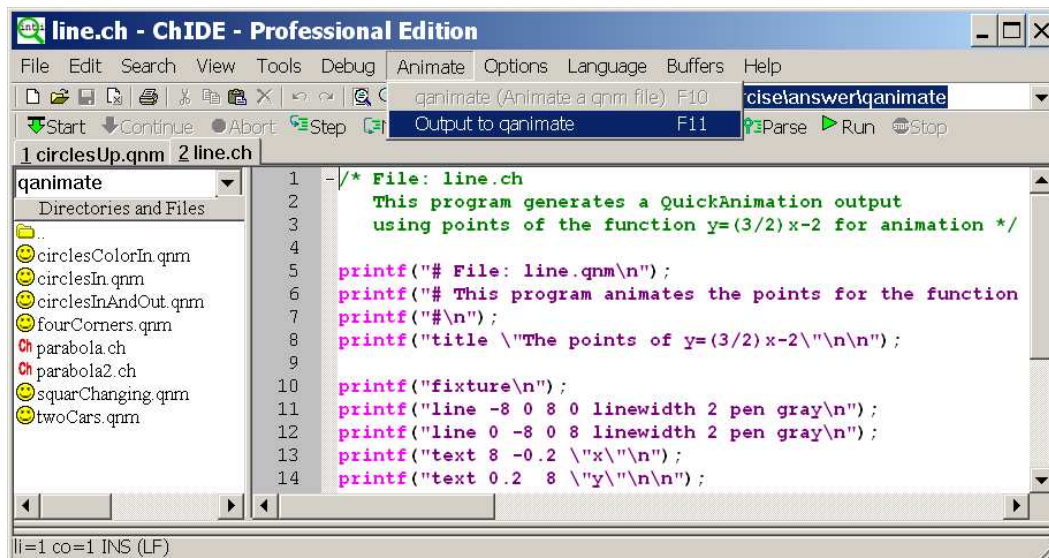 line.ch - ChIDE - Professional Edition
File Edit Search View Tools Debug Animate Options Language Buffers Help
qanimate (Animate a qnm file) F10
cise\answer\qanimate
Start Continue Abort Step
Output to qanimate F11
Parse Run Stop
1 circlesUp.qnm 2 line.ch
qanimate
Directories and Files
..
circlesColorIn.qnm
circlesIn.qnm
circlesInAndOut.qnm
fourCorners.qnm
Ch parabola.ch
Ch parabola2.ch
squarChanging.qnm
twoCars.qnm
1 /* File: line.ch
2 This program generates a QuickAnimation output
3 using points of the function y=(3/2)x-2 for animation */
4
5 printf("# File: line.qnm\n");
6 printf("# This program animates the points for the function
7 printf("#\n");
8 printf("title \"The points of y=(3/2)x-2\"\n\n");
9
10 printf("fixture\n");
11 printf("line -8 0 8 0 linewidth 2 pen gray\n");
12 printf("line 0 -8 0 8 linewidth 2 pen gray\n");
13 printf("text 8 -0.2 \"x\"\n");
14 printf("text 0.2  8 \"y\"\n\n");
li=1 co=1 INS (LF)